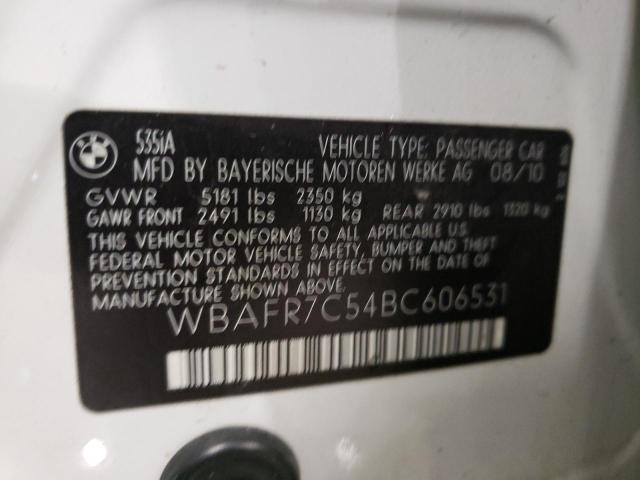 BMW
535iA VEHICLE TYPE: PASSENGER CAR
MFD BY BAYERISCHE MOTOREN WERKE AG 08/10
GVWR 5181 lbs 2350 kg
GAWR FRONT 2491 lbs 1130 kg REAR 2910 lbs 1320 kg
THIS VEHICLE CONFORMS TO ALL APPLICABLE
FEDERAL MOTOR VEHICLE SAFETY, BUMPER AND THEFT
PREVENTION STANDARDS IN EFFECT ON THE DATE OF
MANUFACTURE SHOWN ABOVE.
WBAFR7C54BC606531